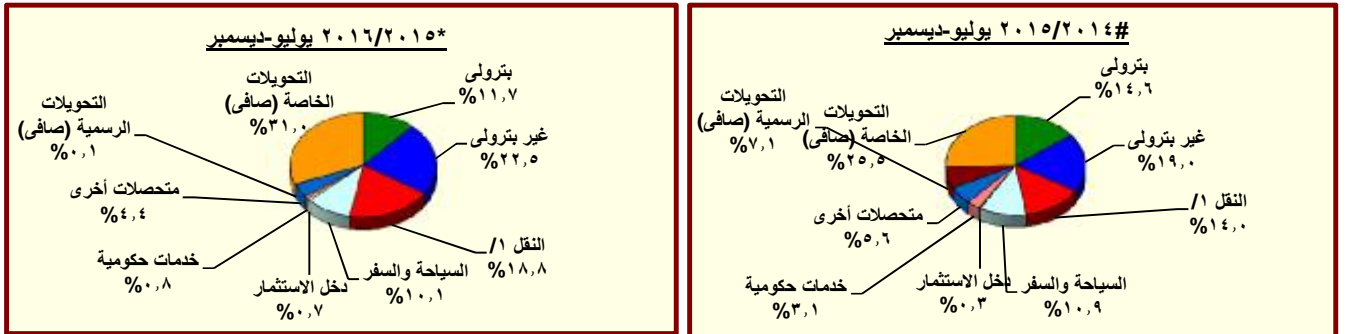 #٢٠١٥/٢٠١٤ يوليو-ديسمبر
بترولى
%١٤,٦
غير بترولى
%١٩,٠
النقل ١/
%١٤,٠
السياحة والسفر
%١٠,٩
دخل الاستثمار
%٠,٣
خدمات حكومية
%٣,١
متحصلات أخرى
%٥,٦
التحويلات
الرسمية (صافى)
%٧,١
التحويلات
الخاصة (صافى)
%٢٥,٥
*٢٠١٦/٢٠١٥ يوليو-ديسمبر
بترولى
%١١,٧
غير بترولى
%٢٢,٥
النقل ١/
%١٨,٨
السياحة والسفر
%١٠,١
دخل الاستثمار
%٠,٧
خدمات حكومية
%٠,٨
متحصلات أخرى
%٤,٤
التحويلات
الرسمية (صافى)
%٠,١
التحويلات
الخاصة (صافى)
%٣١,٠